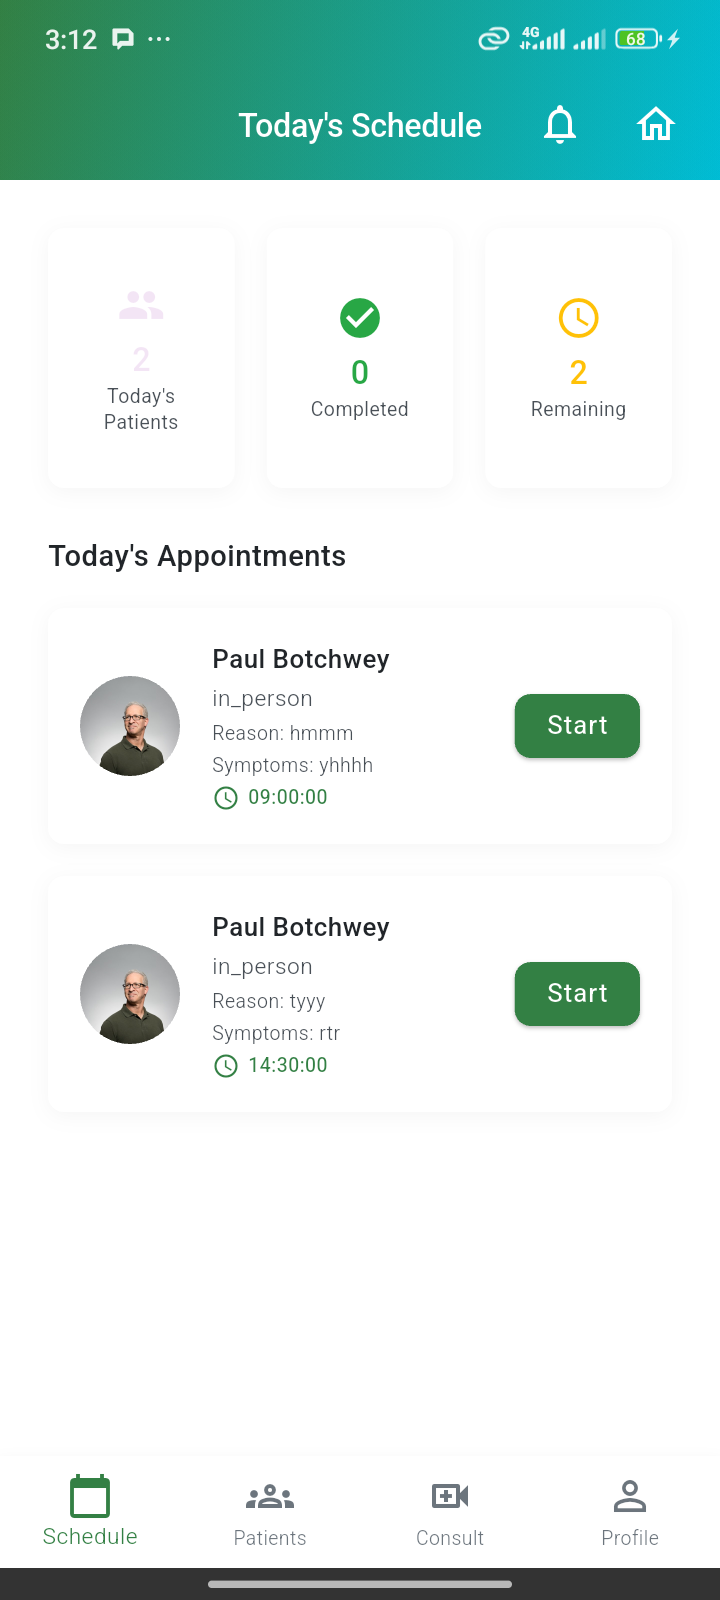 3:12
4G
68
Today's Schedule
2
Today's
Patients
0
Completed
2
Remaining
Today's Appointments
Paul Botchwey
in_person
Reason: hmmm
Symptoms: yhhhh
09:00:00
Start
Paul Botchwey
in_person
Reason: tyyy
Symptoms: rtr
14:30:00
Start
Schedule
Patients
Consult
Profile